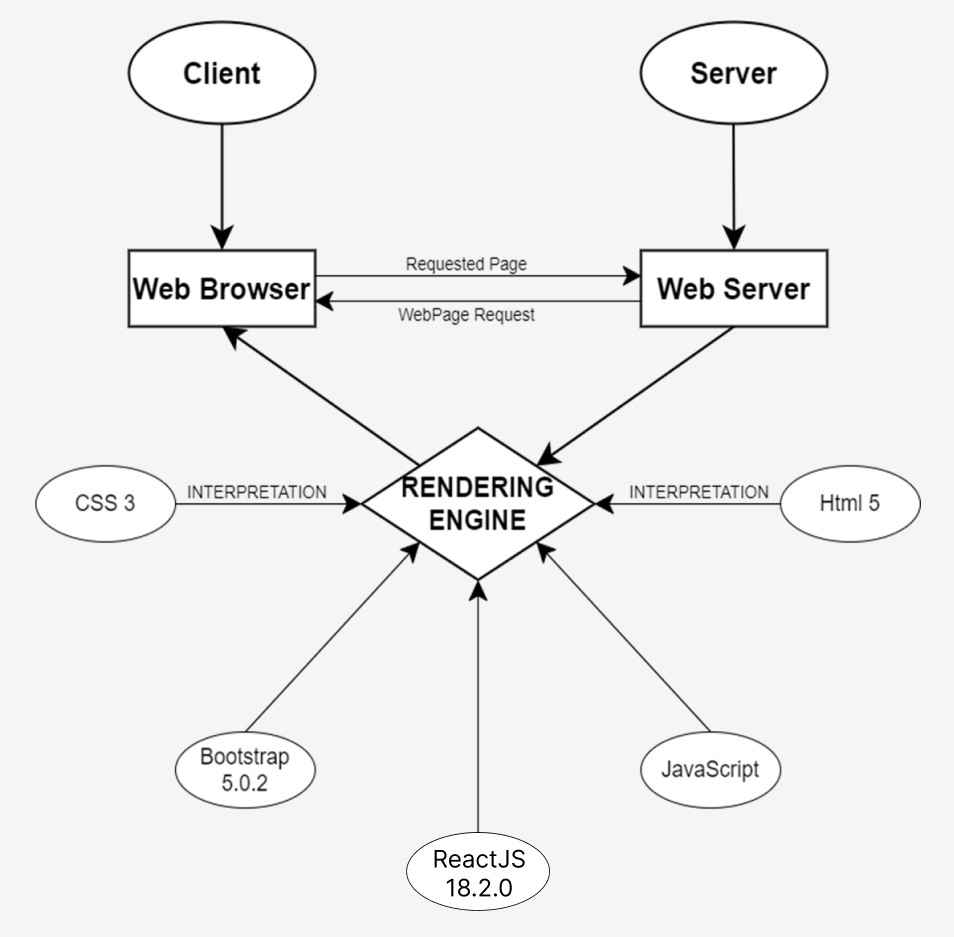 Client
Server
Requested Page
Web Browser
Web Server
WebPage Request
RENDERING
ENGINE
CSS 3
INTERPRETATION
INTERPRETATION
Html 5
Bootstrap
5.0.2
JavaScript
ReactJS
18.2.0